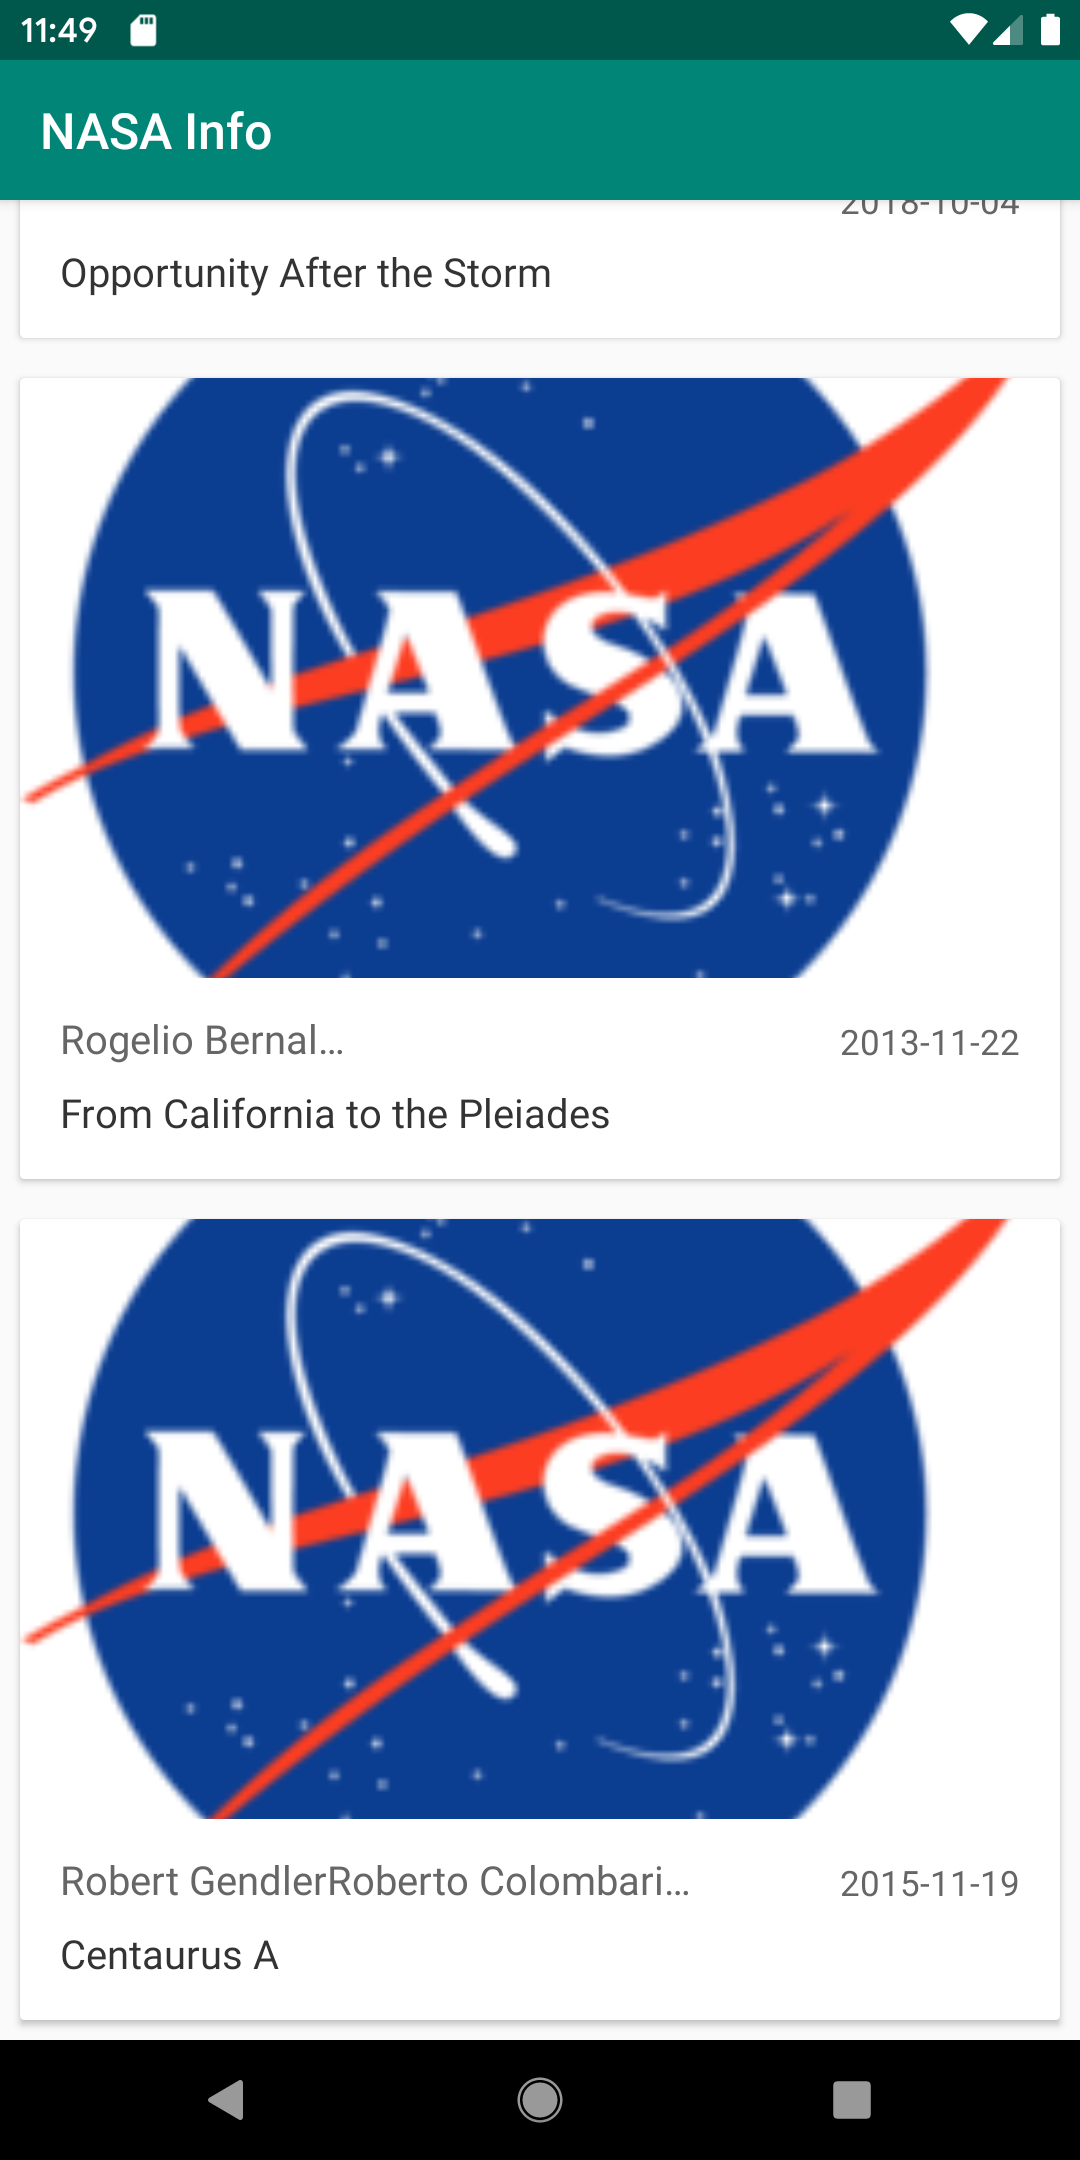 11:49
NASA Info
2018-10-04
Opportunity After the Storm
NASA
Rogelio Bernal…
2013-11-22
From California to the Pleiades
NASA
Robert GendlerRoberto Colombari…
2015-11-19
Centaurus A